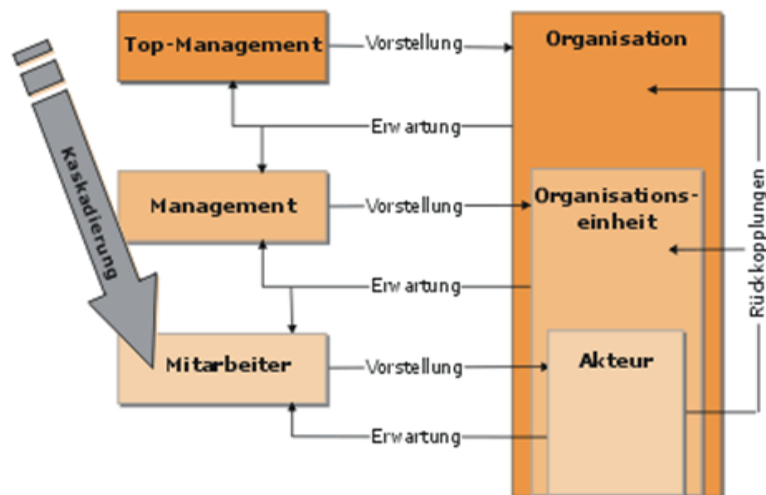 Top-Management
Vorstellung
Organisation
Erwartung
Kaskadierung
Management
Vorstellung
Organisations-
einheit
Rückkopplungen
Erwartung
Mitarbeiter
Vorstellung
Akteur
Erwartung